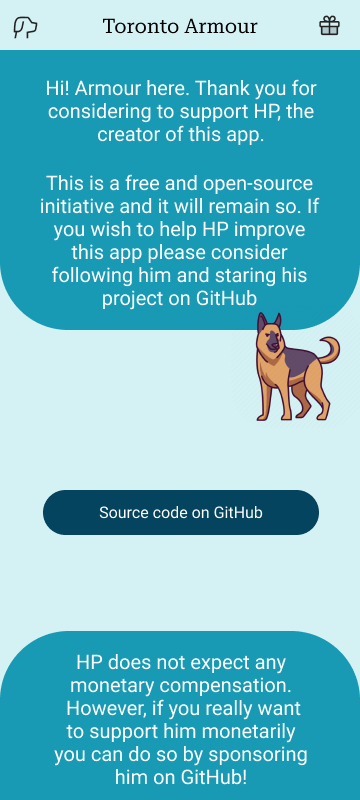 Toronto Armour
Hi! Armour here. Thank you for
considering to support HP, the
creator of this app.
This is a free and open-source
initiative and it will remain so. If
you wish to help HP improve
this app please consider
following him and staring his
project on GitHub
Source code on GitHub
HP does not expect any
monetary compensation.
However, if you really want
to support him monetarily
you can do so by sponsoring
him on GitHub!